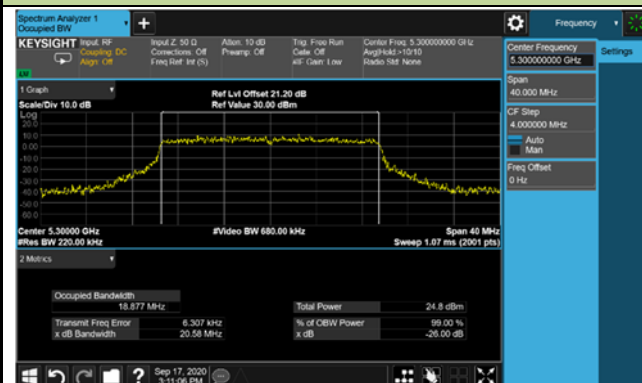 Spectrum Analyzer 1
Occupied BW
+
Frequency
KEYSIGHT Input: RF
Coupling: DC
Align: Off
Input Z: 50 Ω
Corrections: Off
Freq Ref: Int (S)
Atten: 10 dB
Preamp: Off
Trig: Free Run
Gate: Off
#IF Gain: Low
Center Freq: 5.300000000 GHz
Avg|Hold:>10/10
Radio Std: None
Center Frequency
5.300000000 GHz
Settings
Span
40.000 MHz
CF Step
4.000000 MHz
Auto
Man
Freq Offset
0 Hz
1 Graph
Scale/Div 10.0 dB
Ref Lvl Offset 21.20 dB
Ref Value 30.00 dBm
Log
20.0
10.0
0.00
-10.0
-20.0
-30.0
-40.0
-50.0
-60.0
Center 5.30000 GHz
#Res BW 220.00 kHz
#Video BW 680.00 kHz
Span 40 MHz
Sweep 1.07 ms (2001 pts)
2 Metrics
Occupied Bandwidth
18.877 MHz
Total Power 24.8 dBm
Transmit Freq Error 6.307 kHz
% of OBW Power 99.00 %
x dB Bandwidth 20.58 MHz
x dB -26.00 dB
?
Sep 17, 2020
3:11:06 PM